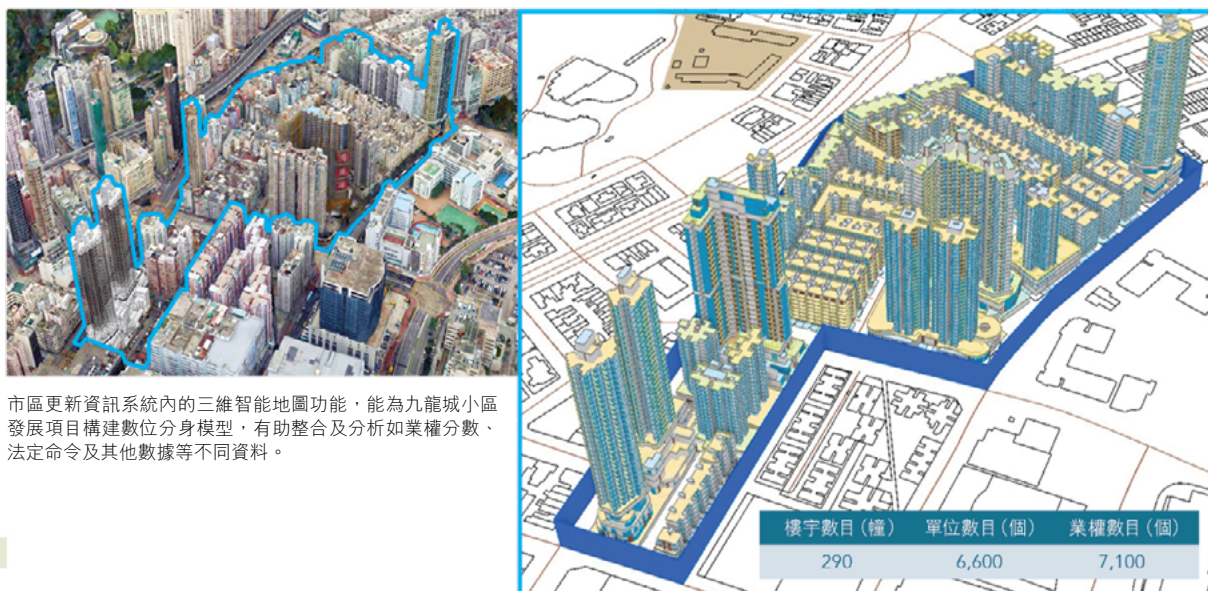 市區更新資訊系統內的三維智能地圖功能，能為九龍城小區
發展項目構建數位分身模型，有助整合及分析如業權分數、
法定命令及其他數據等不同資料。
樓宇數目（幢） 單位數目（個） 業權數目（個）
290 6,600 7,100